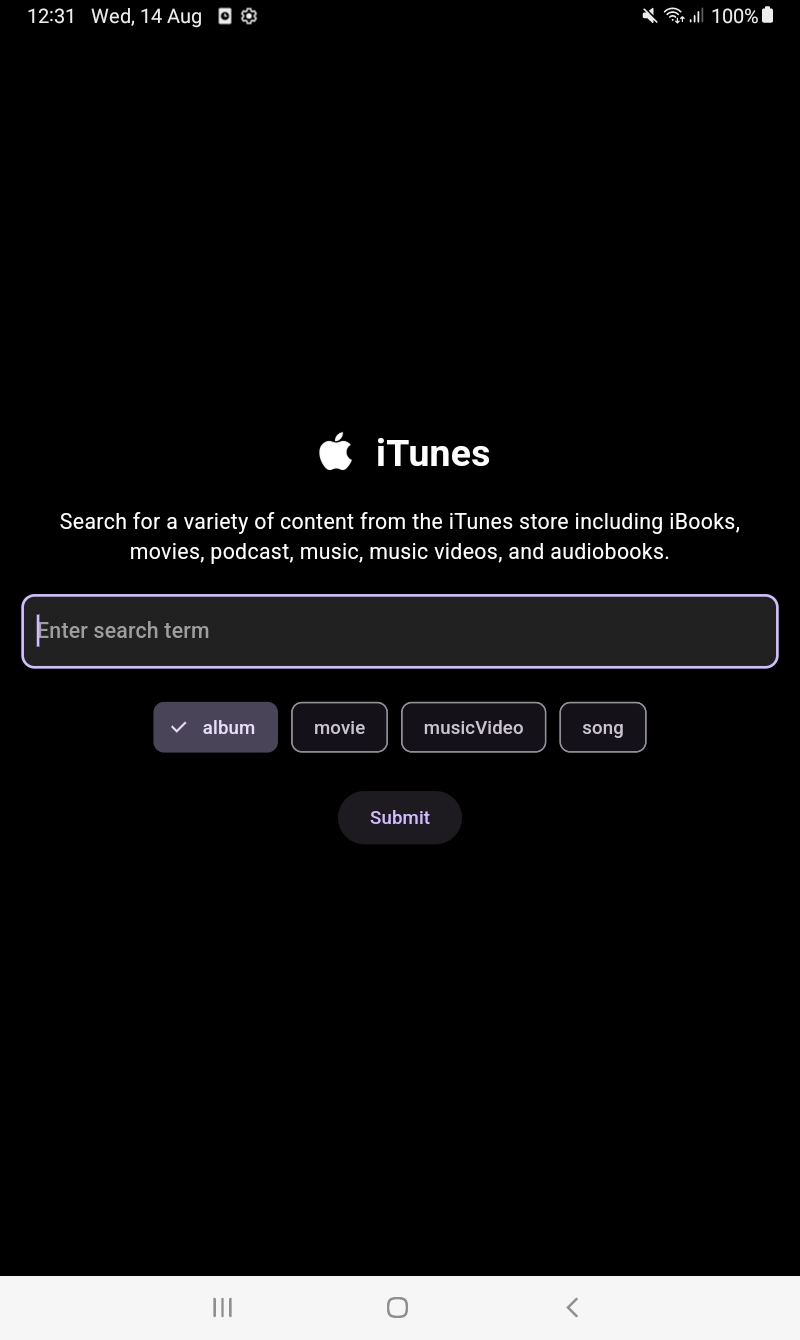 12:31 Wed, 14 Aug 100%
iTunes
Search for a variety of content from the iTunes store including iBooks,
movies, podcast, music, music videos, and audiobooks.
Enter search term
album movie musicVideo song
Submit